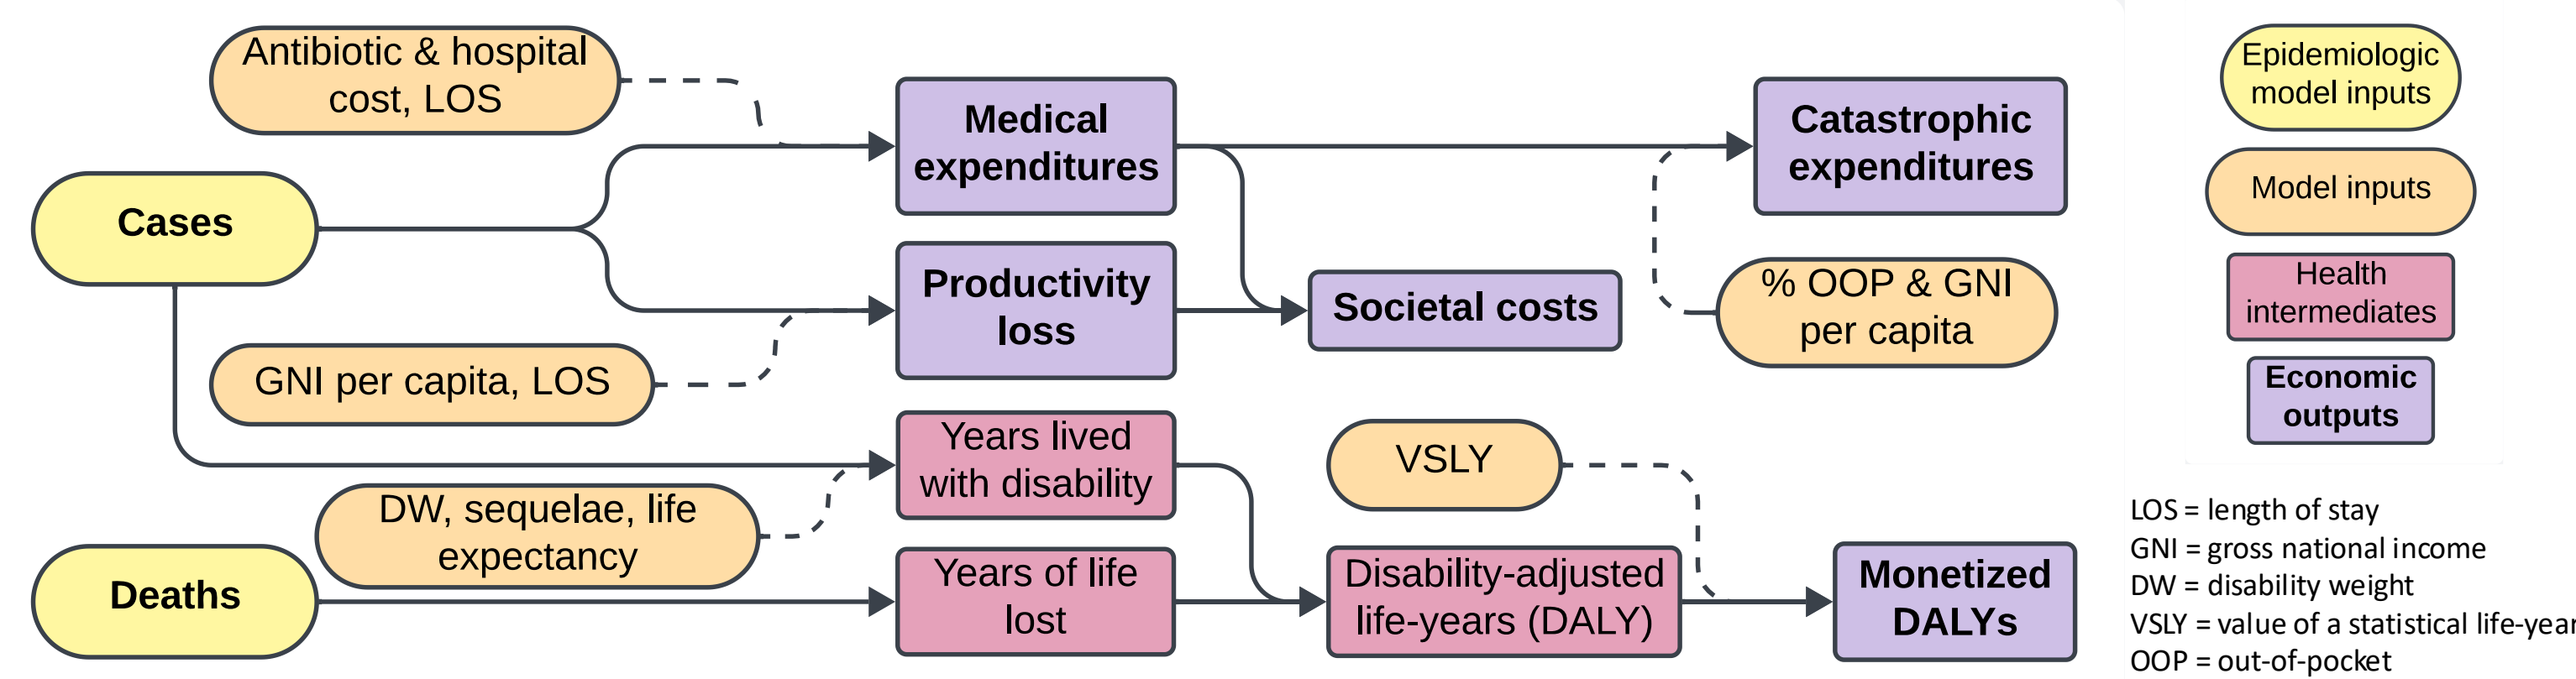 Antibiotic & hospital
cost, LOS
Cases
GNI per capita, LOS
DW, sequelae, life
expectancy
Deaths
Medical
expenditures
Productivity
loss
Years lived
with disability
Years of life
lost
Societal costs
VSLY
Disability-adjusted
life-years (DALY)
Catastrophic
expenditures
% OOP & GNI
per capita
Monetized
DALYs
Epidemiologic
model inputs
Model inputs
Health
intermediates
Economic
outputs
LOS = length of stay
GNI = gross national income
DW = disability weight
VSLY = value of a statistical life-year
OOP = out-of-pocket